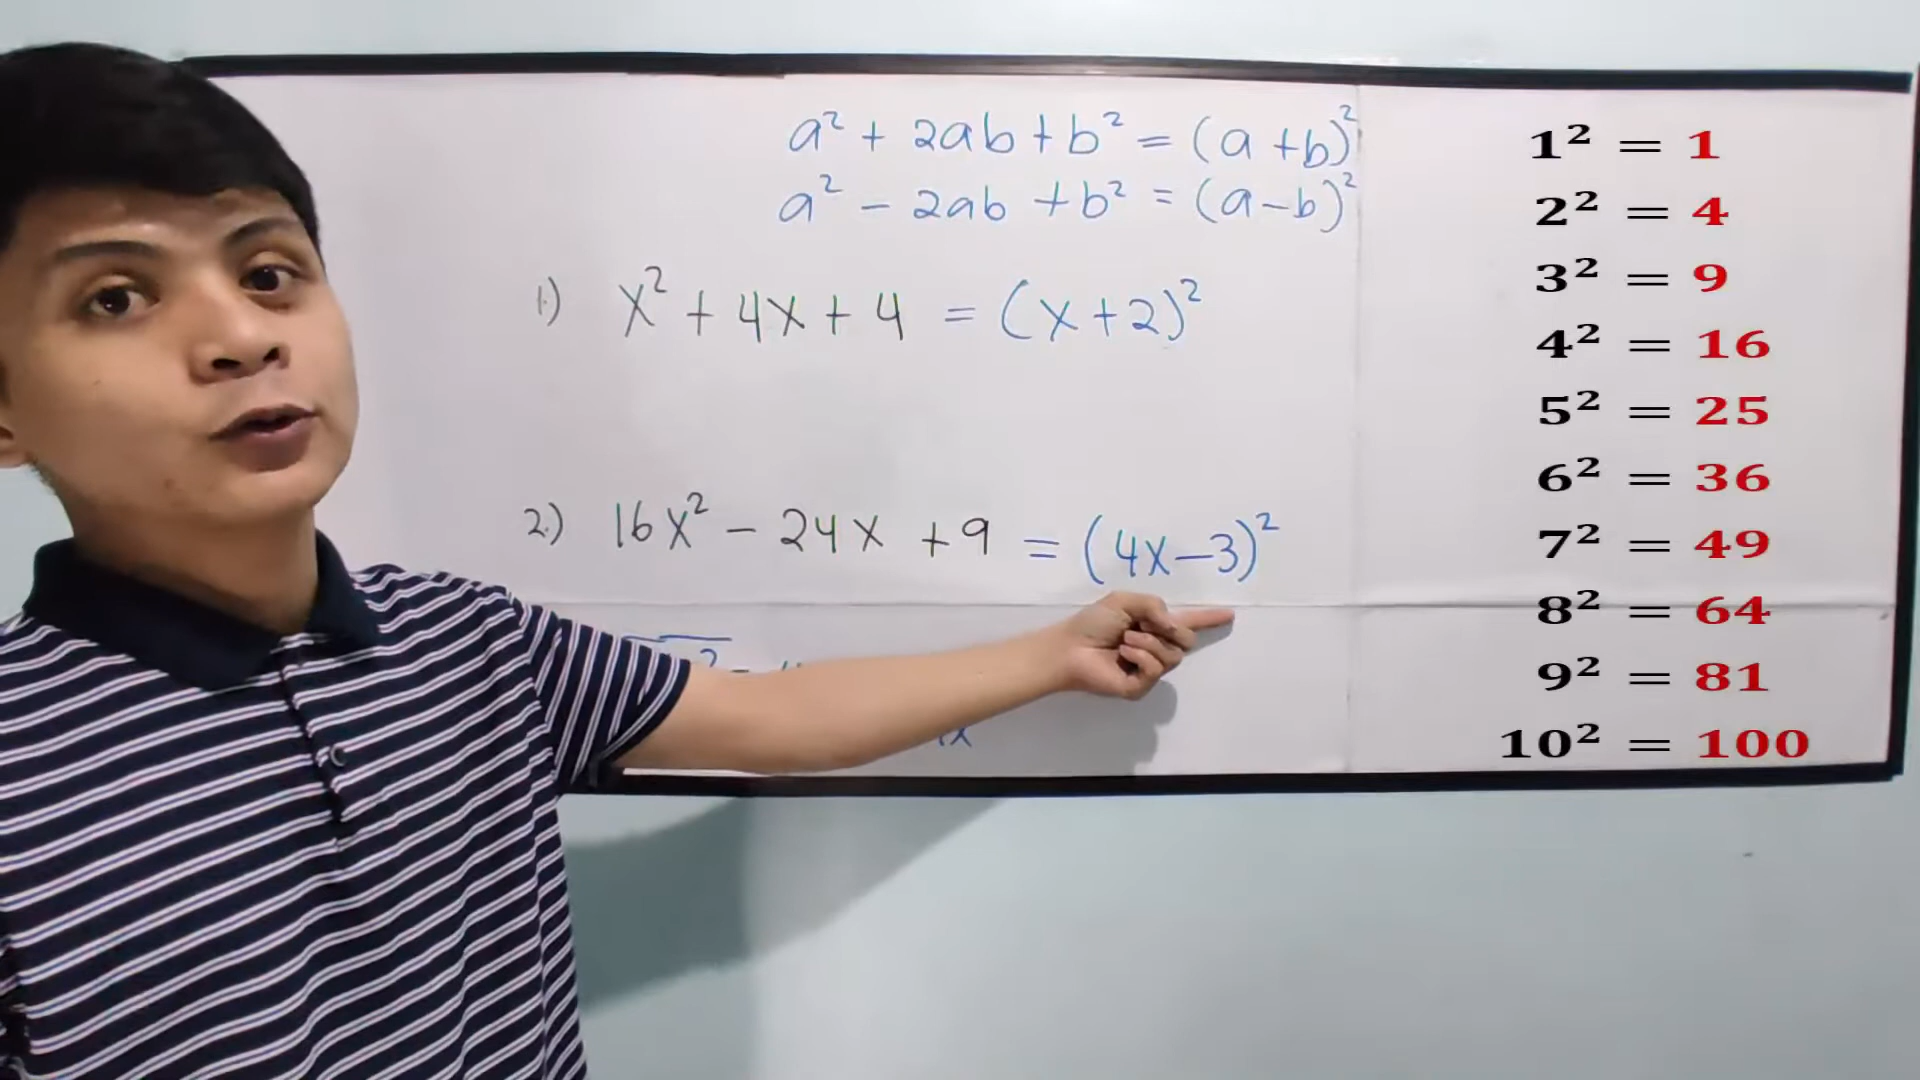 a² + 2ab + b² = (a + b)²
a² - 2ab + b² = (a - b)²
1.) x² + 4x + 4 = (x + 2)²
2.) 16x² - 24x + 9 = (4x - 3)²
1² = 1
2² = 4
3² = 9
4² = 16
5² = 25
6² = 36
7² = 49
8² = 64
9² = 81
10² = 100